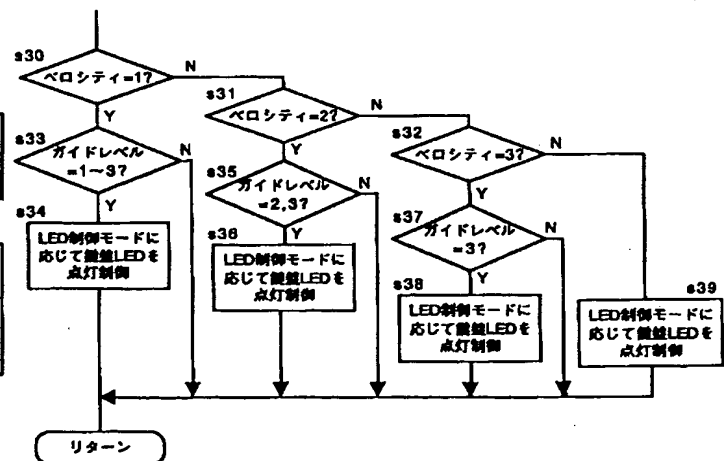 s30
ベロシティ=1?
N
Y
s31
ベロシティ=2?
N
Y
s32
ベロシティ=3?
N
Y
s33
ガイドレベル
=1～3?
N
Y
s35
ガイドレベル
=2,3?
N
Y
s37
ガイドレベル
=3?
N
Y
s34
LED制御モードに
応じて鍵盤LEDを
点灯制御
s36
LED制御モードに
応じて鍵盤LEDを
点灯制御
s38
LED制御モードに
応じて鍵盤LEDを
点灯制御
s39
LED制御モードに
応じて鍵盤LEDを
点灯制御
リターン